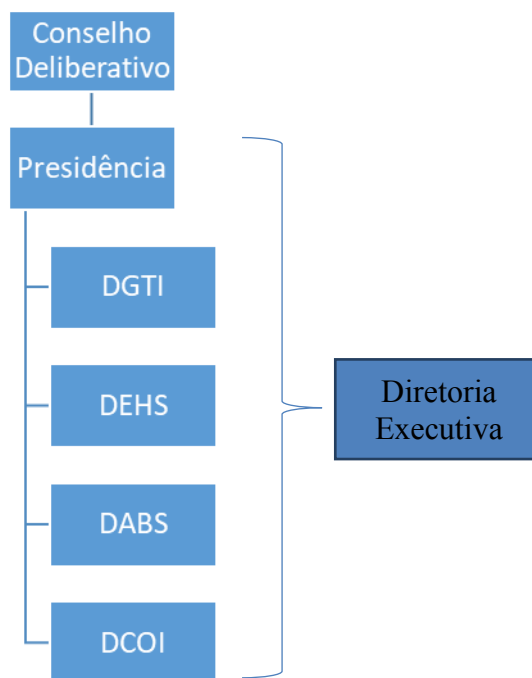 Conselho
Deliberativo
Presidência
DGTI
DEHS
DABS
DCOI
Diretoria
Executiva